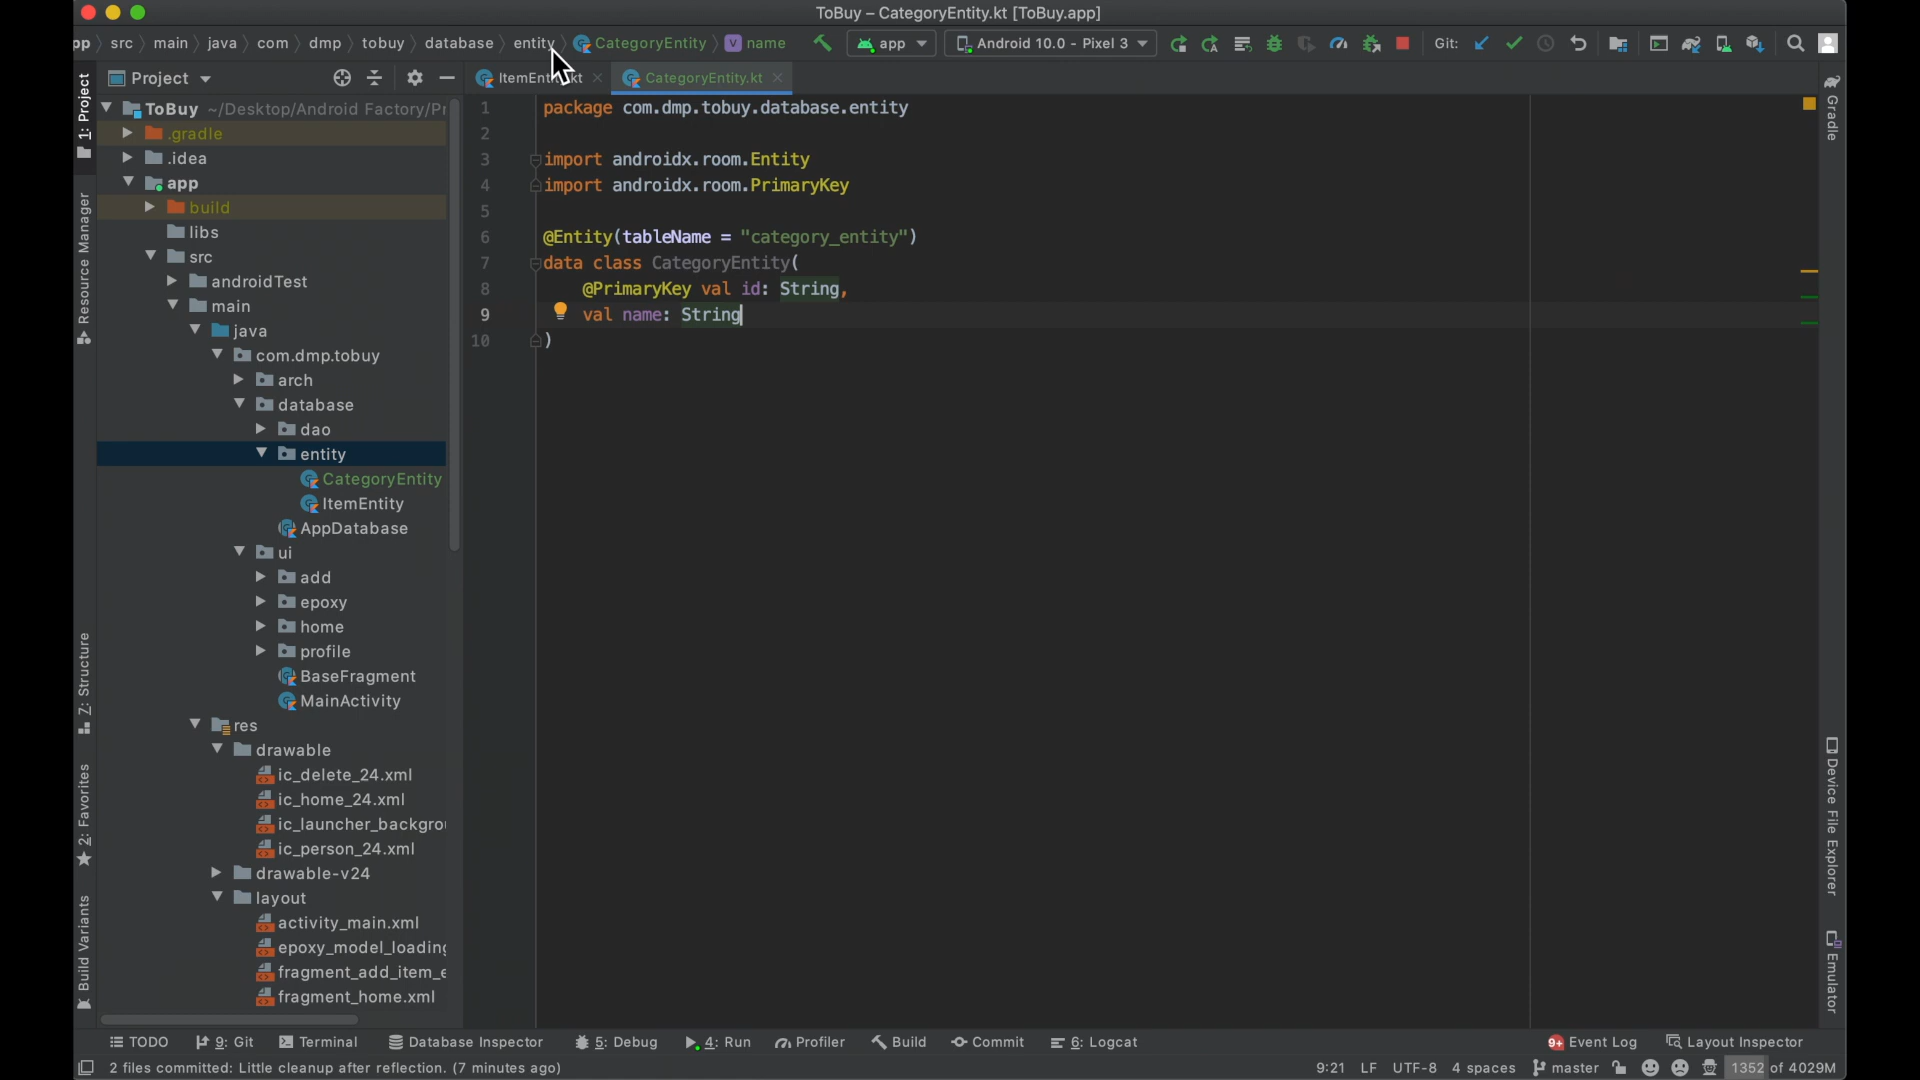 ToBuy – CategoryEntity.kt [ToBuy.app]
pp src main java com dmp tobuy database entity CategoryEntity name app Android 10.0 - Pixel 3 Git:
Project
CategoryEntity.kt
1: Project
Resource Manager
Z: Structure
2: Favorites
Build Variants
ToBuy ~/Desktop/Android Factory/Pr
.gradle
.idea
app
build
libs
src
androidTest
main
java
com.dmp.tobuy
arch
database
dao
entity
CategoryEntity
ItemEntity
AppDatabase
ui
add
epoxy
home
profile
BaseFragment
MainActivity
res
drawable
ic_delete_24.xml
ic_home_24.xml
ic_launcher_backgro
ic_person_24.xml
drawable-v24
layout
activity_main.xml
epoxy_model_loading
fragment_add_item_e
fragment_home.xml
1 package com.dmp.tobuy.database.entity
2
3 import androidx.room.Entity
4 import androidx.room.PrimaryKey
5
6 @Entity(tableName = "category_entity")
7 data class CategoryEntity(
8 @PrimaryKey val id: String,
9 val name: String
10 )
Gradle
Device File Explorer
Emulator
TODO 9: Git Terminal Database Inspector 5: Debug 4: Run Profiler Build Commit 6: Logcat 9+ Event Log Layout Inspector
2 files committed: Little cleanup after reflection. (7 minutes ago) 9:21 LF UTF-8 4 spaces master 1352 of 4029M